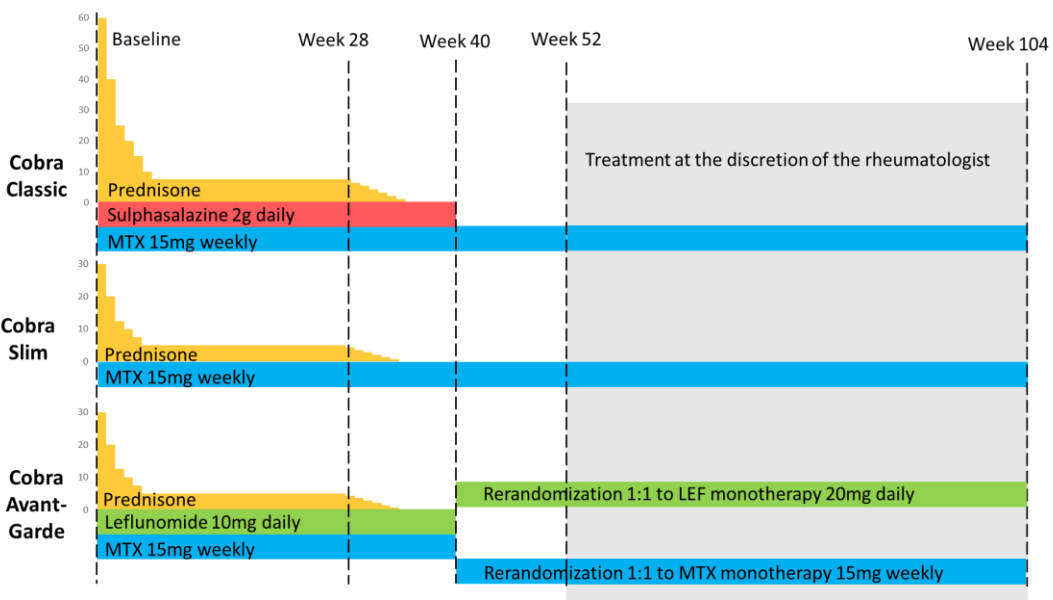 60
Baseline
Week 28
Week 40
Week 52
Week 104
50
40
30
20
10
0
Cobra
Classic
Treatment at the discretion of the rheumatologist
Prednisone
Sulphasalazine 2g daily
MTX 15mg weekly
30
20
10
0
Cobra
Slim
Prednisone
MTX 15mg weekly
30
20
10
0
Cobra
Avant-
Garde
Prednisone
Leflunomide 10mg daily
MTX 15mg weekly
Rerandomization 1:1 to LEF monotherapy 20mg daily
Rerandomization 1:1 to MTX monotherapy 15mg weekly